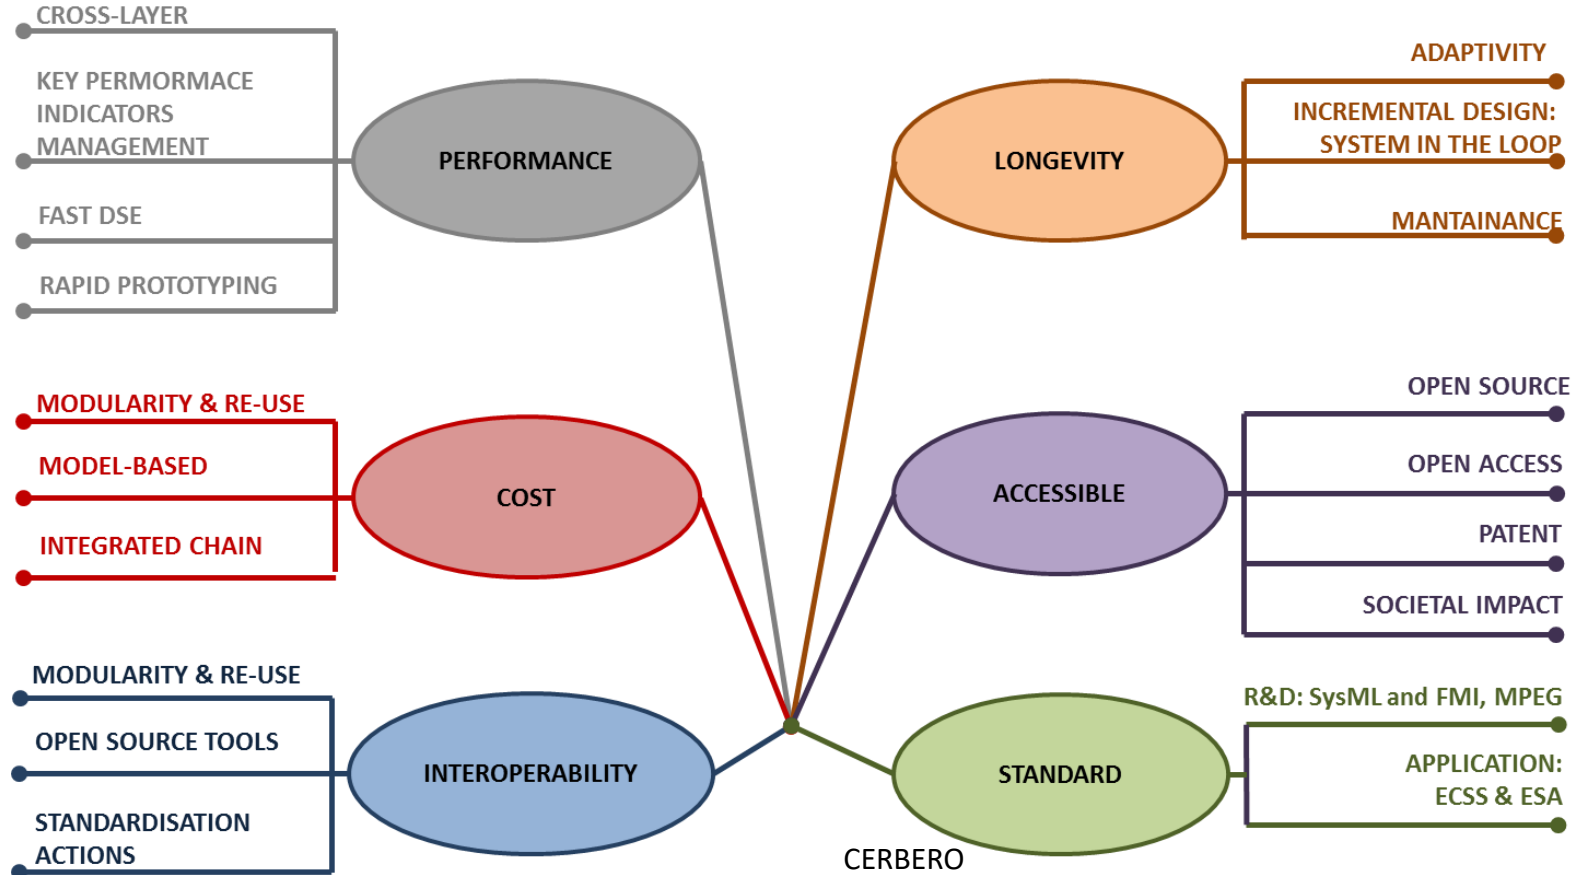 CROSS-LAYER
KEY PERMORMACE
INDICATORS
MANAGEMENT
FAST DSE
RAPID PROTOTYPING
PERFORMANCE
MODULARITY & RE-USE
MODEL-BASED
INTEGRATED CHAIN
COST
MODULARITY & RE-USE
OPEN SOURCE TOOLS
STANDARDISATION
ACTIONS
INTEROPERABILITY
LONGEVITY
ADAPTIVITY
INCREMENTAL DESIGN:
SYSTEM IN THE LOOP
MANTAINANCE
ACCESSIBLE
OPEN SOURCE
OPEN ACCESS
PATENT
SOCIETAL IMPACT
STANDARD
R&D: SysML and FMI, MPEG
APPLICATION:
ECSS & ESA
CERBERO